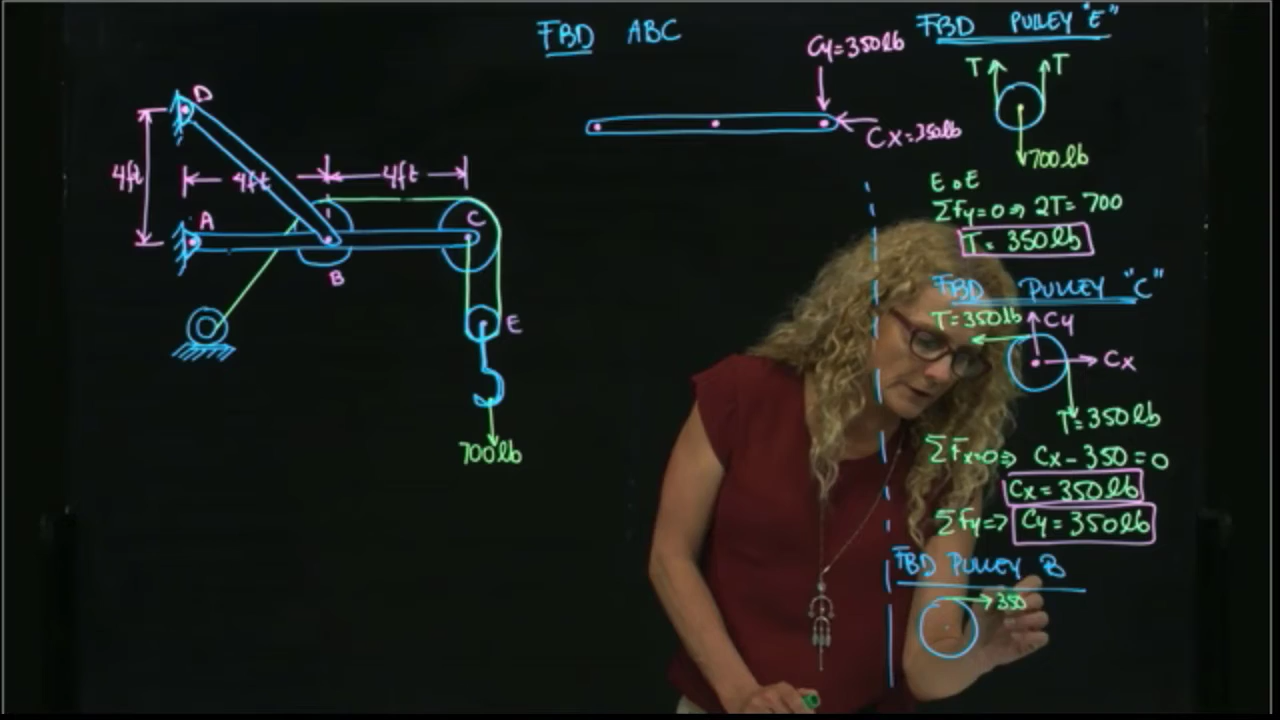 FBD ABC
Cy=350lb
Cx=350lb
D
4ft
4ft
4ft
A
B
C
E
700lb
FBD PULLEY "E"
T T
700lb
E o E
ΣFy=0 ⇒ 2T= 700
T= 350lb
FBD PULLEY "C"
T=350lb
Cy
Cx
T=350lb
ΣFx=0⇒ Cx-350=0
Cx=350lb
ΣFy=> Cy=350lb
FBD PULLEY B
350